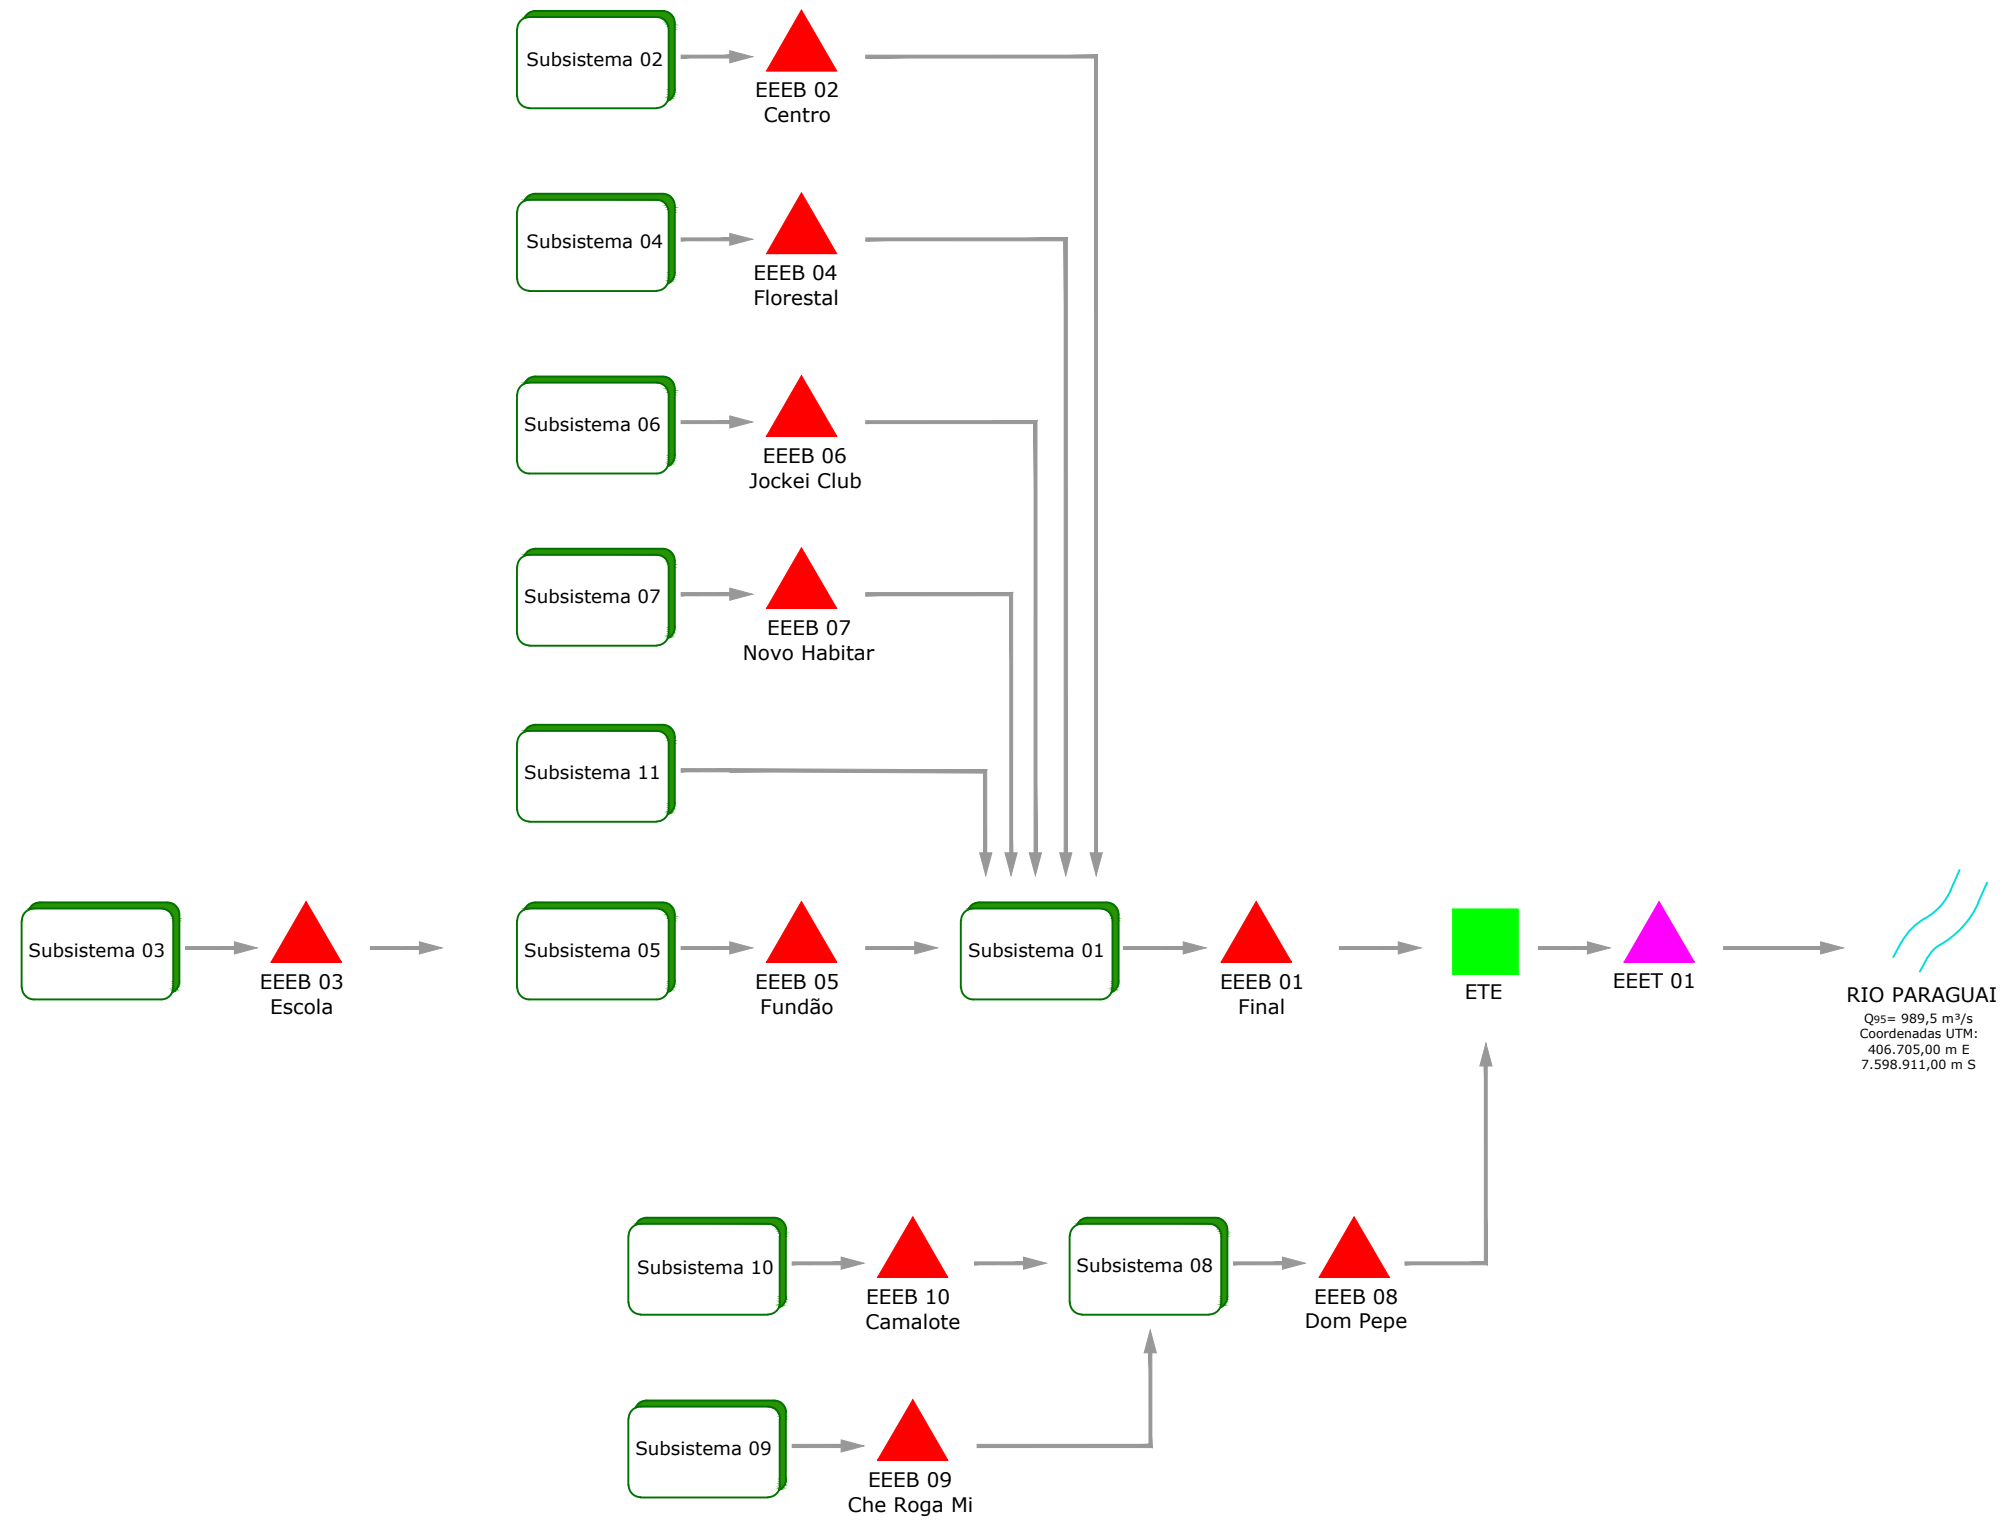 Subsistema 02
EEEB 02
Centro
Subsistema 04
EEEB 04
Florestal
Subsistema 06
EEEB 06
Jockei Club
Subsistema 07
EEEB 07
Novo Habitar
Subsistema 11
Subsistema 03
EEEB 03
Escola
Subsistema 05
EEEB 05
Fundão
Subsistema 01
EEEB 01
Final
ETE
EEET 01
RIO PARAGUAI
Q95= 989,5 m³/s
Coordenadas UTM:
406.705,00 m E
7.598.911,00 m S
Subsistema 10
EEEB 10
Camalote
Subsistema 08
EEEB 08
Dom Pepe
Subsistema 09
EEEB 09
Che Roga Mi